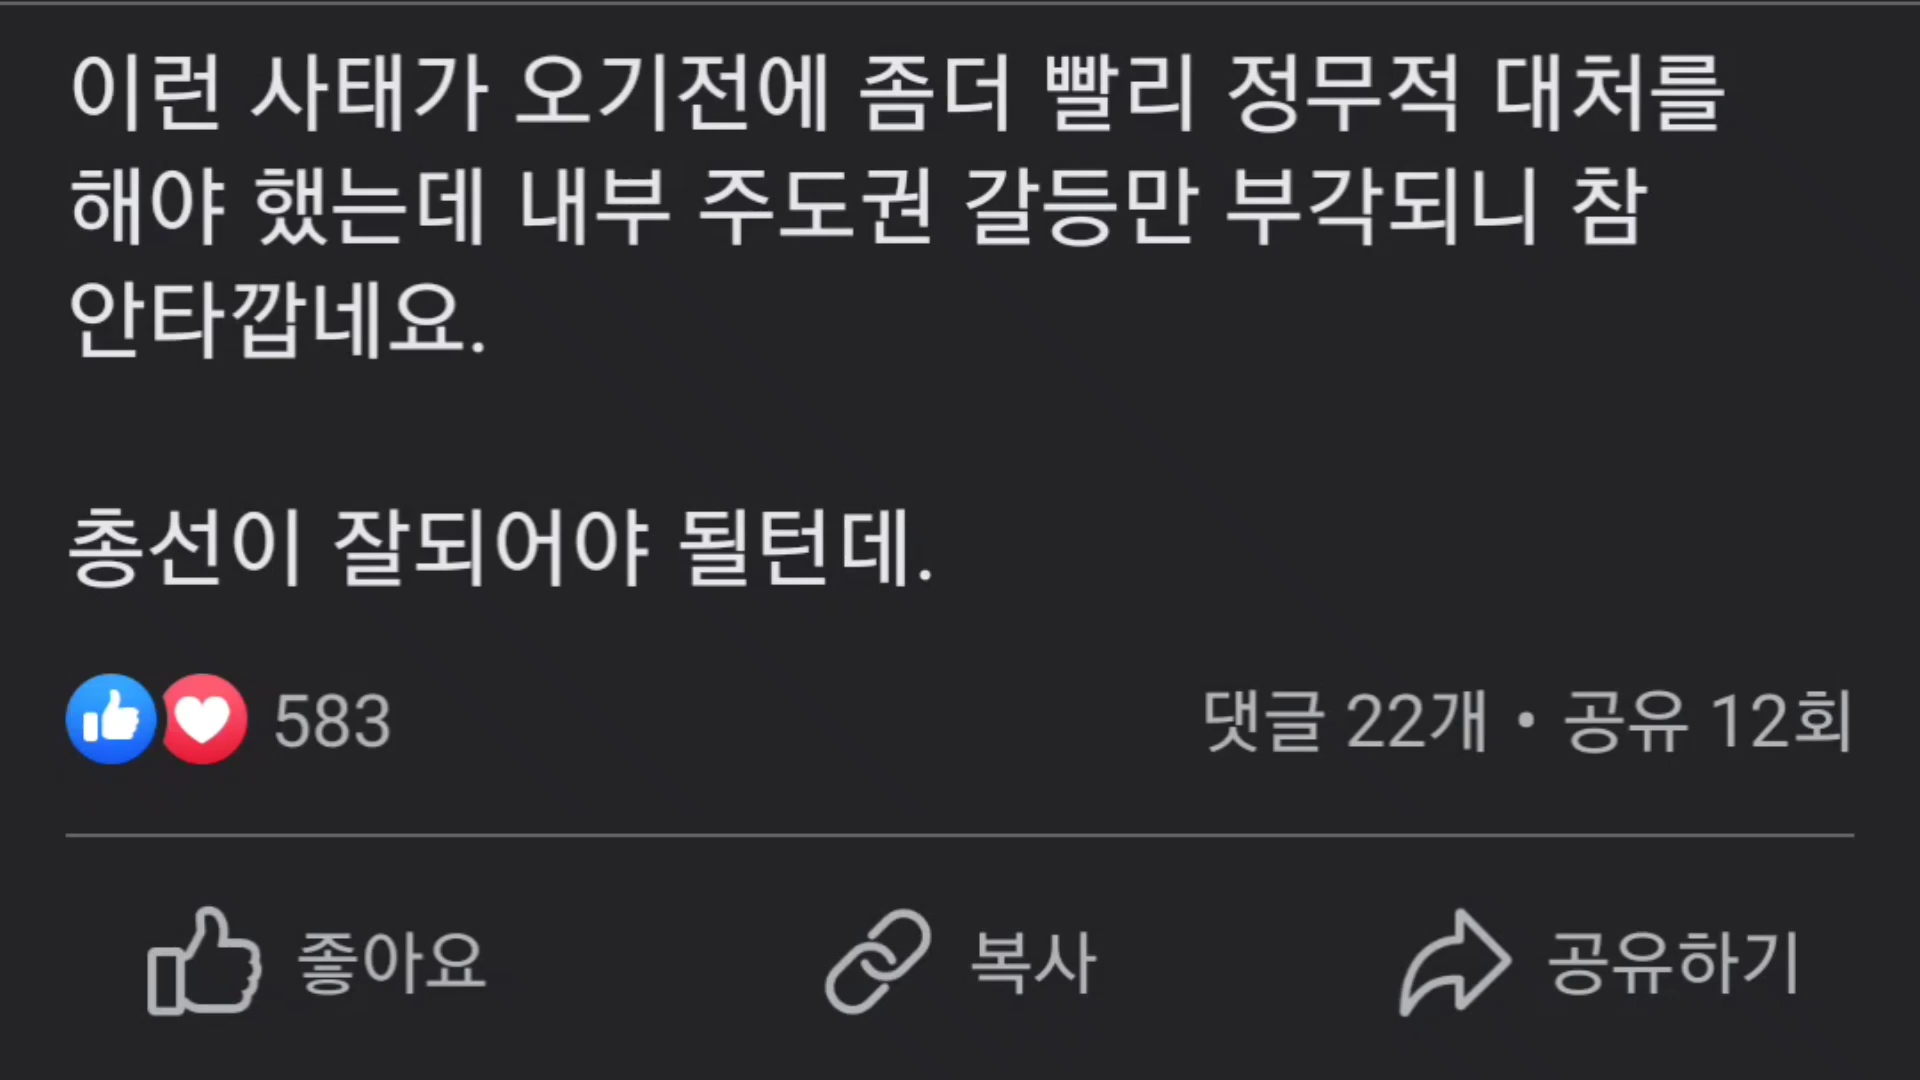 이런 사태가 오기전에 좀더 빨리 정무적 대처를
해야 했는데 내부 주도권 갈등만 부각되니 참
안타깝네요.
총선이 잘되어야 될턴데.
583
댓글 22개 • 공유 12회
좋아요
복사
공유하기